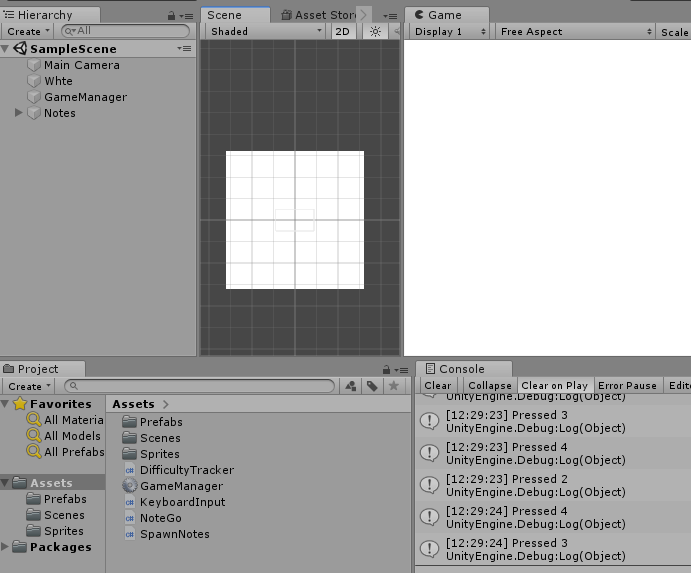 Hierarchy
Create
All
SampleScene
Main Camera
Whte
GameManager
Notes
Scene
Asset Stor
Shaded
2D
Game
Display 1
Free Aspect
Scale
Project
Create
Favorites
All Materia
All Models
All Prefabs
Assets
Prefabs
Scenes
Sprites
Packages
Assets
Prefabs
Scenes
Sprites
DifficultyTracker
GameManager
KeyboardInput
NoteGo
SpawnNotes
Console
Clear
Collapse
Clear on Play
Error Pause
Edito
UnityEngine.Debug:Log(Object)
[12:29:23] Pressed 3
UnityEngine.Debug:Log(Object)
[12:29:23] Pressed 4
UnityEngine.Debug:Log(Object)
[12:29:23] Pressed 2
UnityEngine.Debug:Log(Object)
[12:29:24] Pressed 4
UnityEngine.Debug:Log(Object)
[12:29:24] Pressed 3
UnityEngine.Debug:Log(Object)